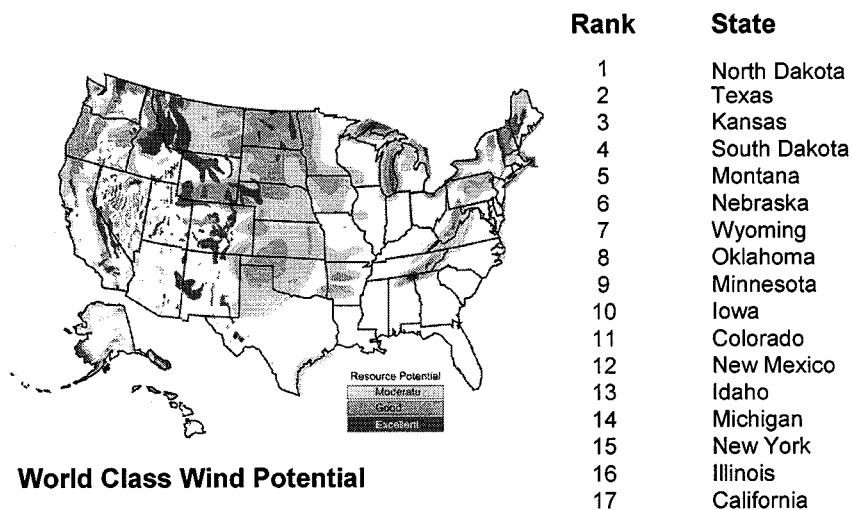 Rank State
1 North Dakota
2 Texas
3 Kansas
4 South Dakota
5 Montana
6 Nebraska
7 Wyoming
8 Oklahoma
9 Minnesota
10 Iowa
11 Colorado
12 New Mexico
13 Idaho
14 Michigan
15 New York
16 Illinois
17 California
Resource Potential
Moderate
Good
Excellent
World Class Wind Potential